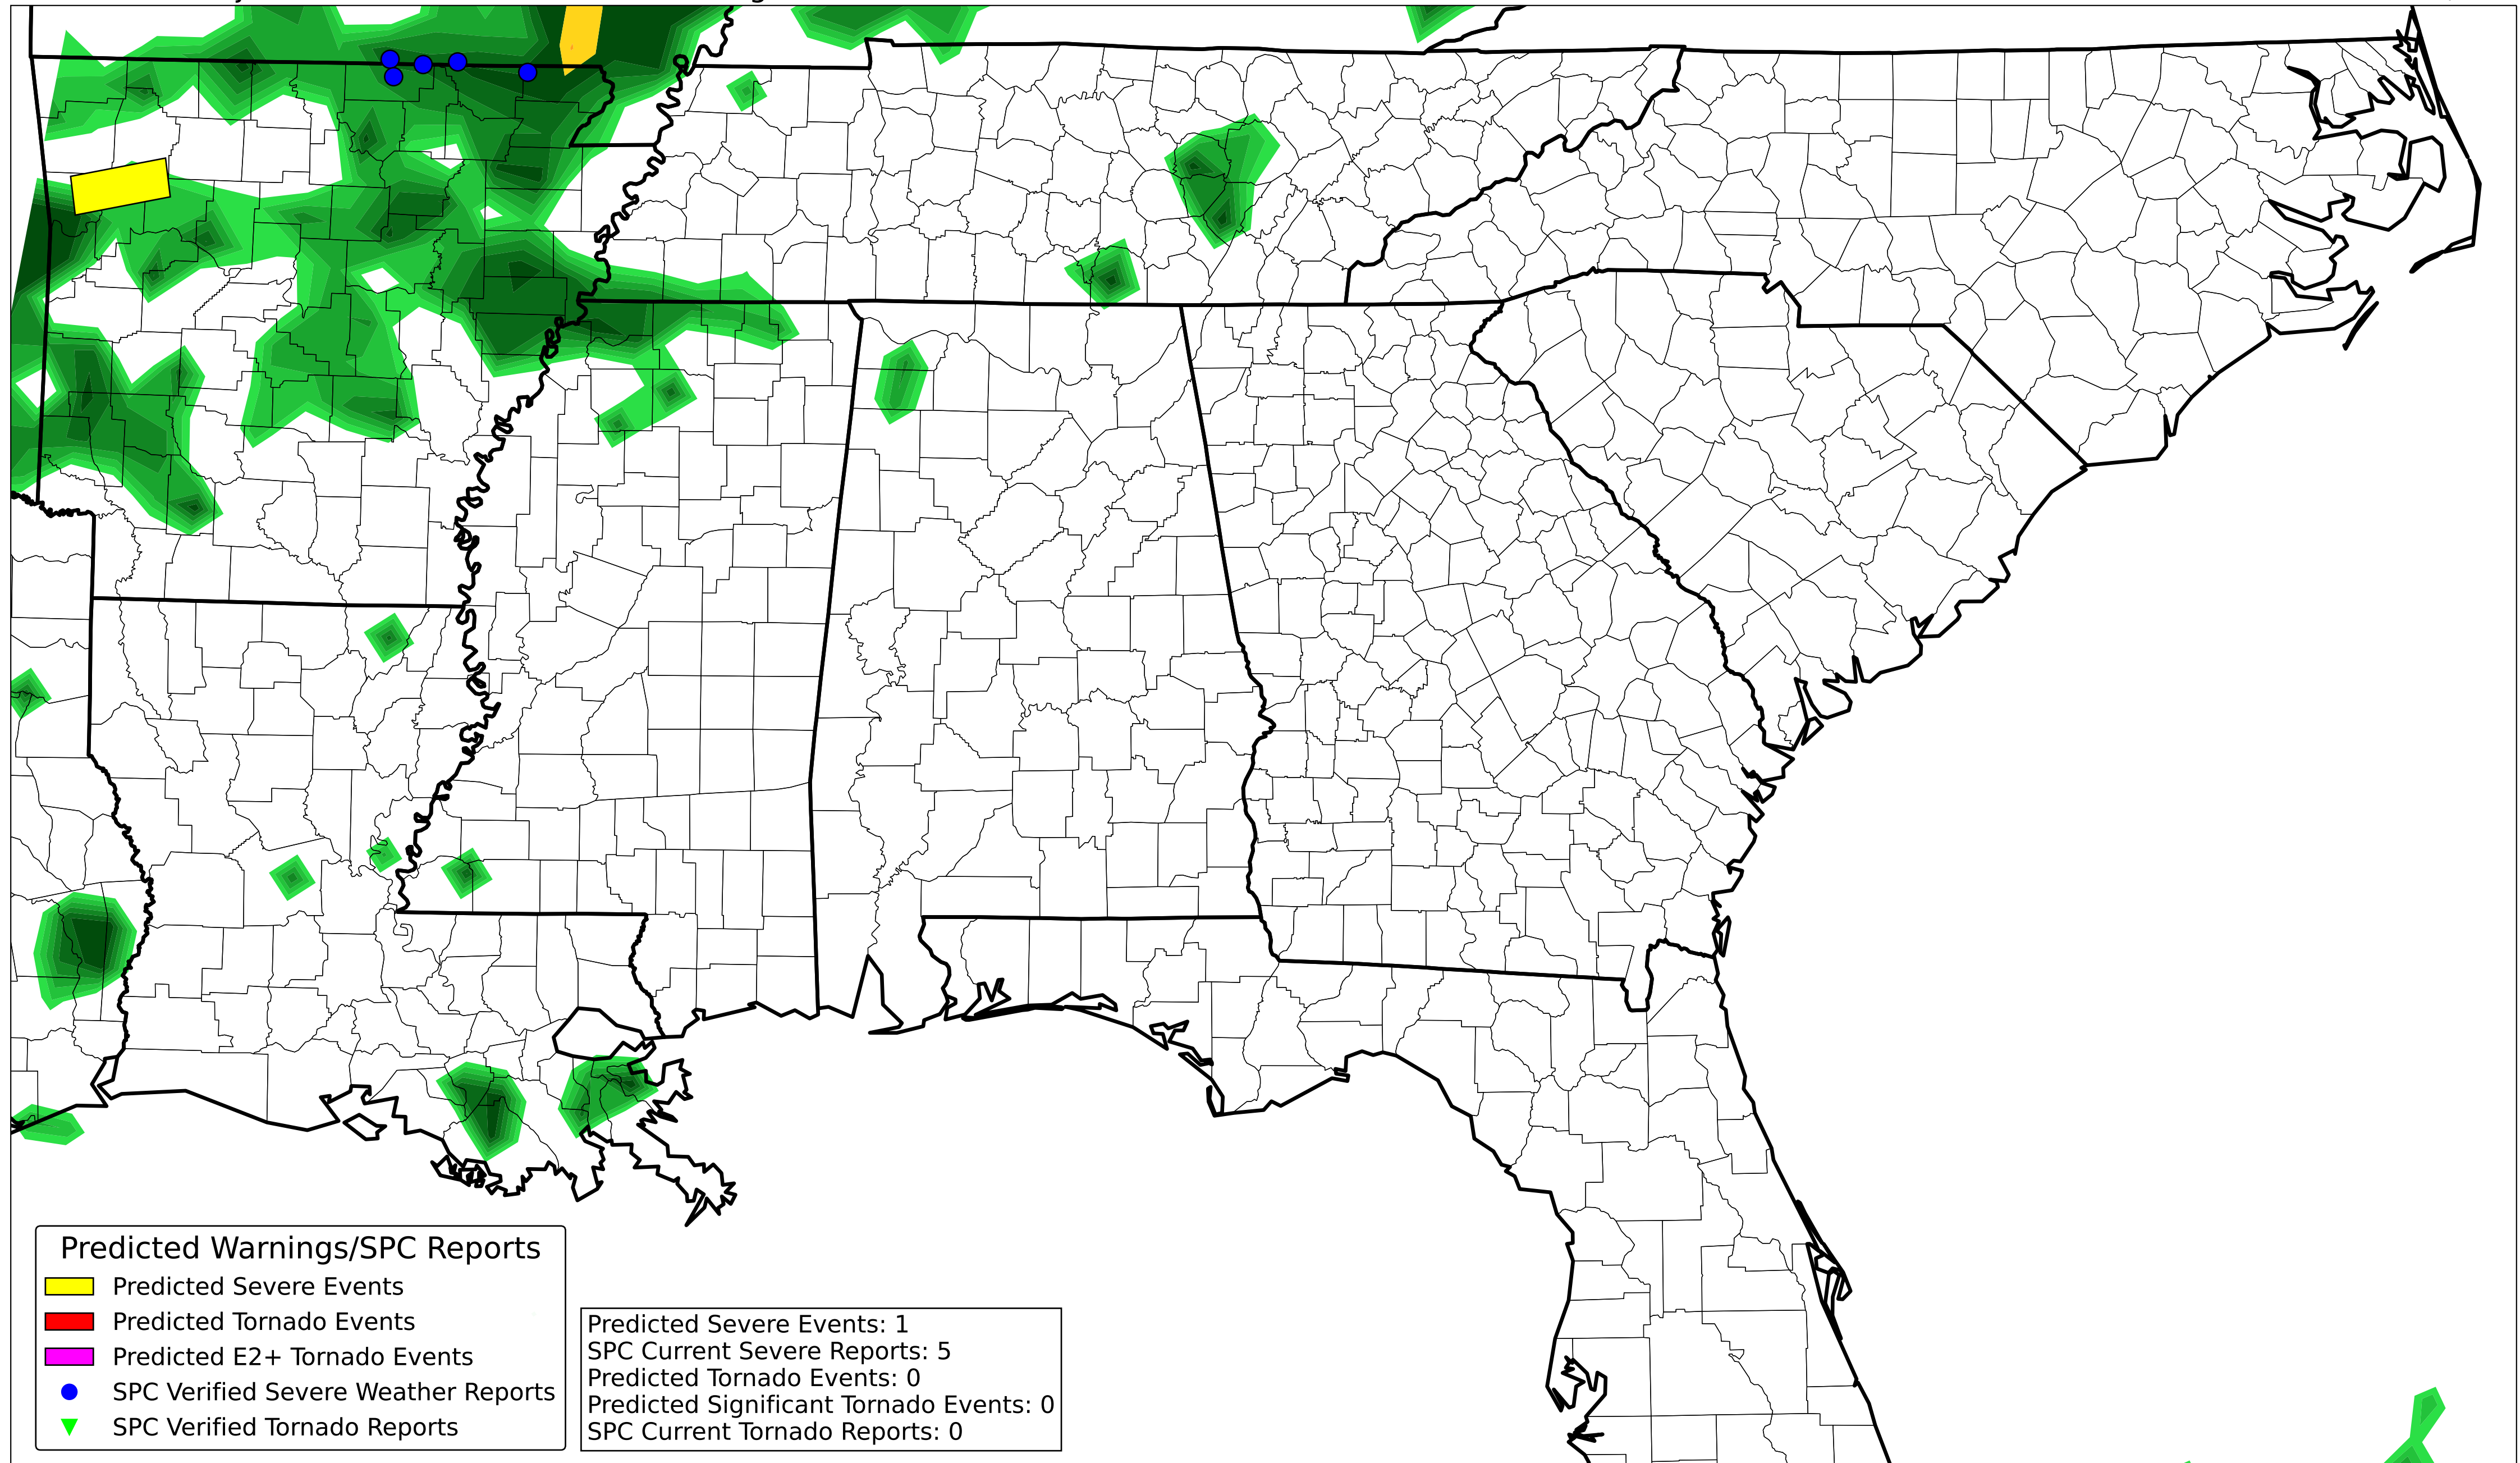 Predicted Warnings/SPC Reports
Predicted Severe Events
Predicted Tornado Events
Predicted E2+ Tornado Events
SPC Verified Severe Weather Reports
SPC Verified Tornado Reports
Predicted Severe Events: 1
SPC Current Severe Reports: 5
Predicted Tornado Events: 0
Predicted Significant Tornado Events: 0
SPC Current Tornado Reports: 0